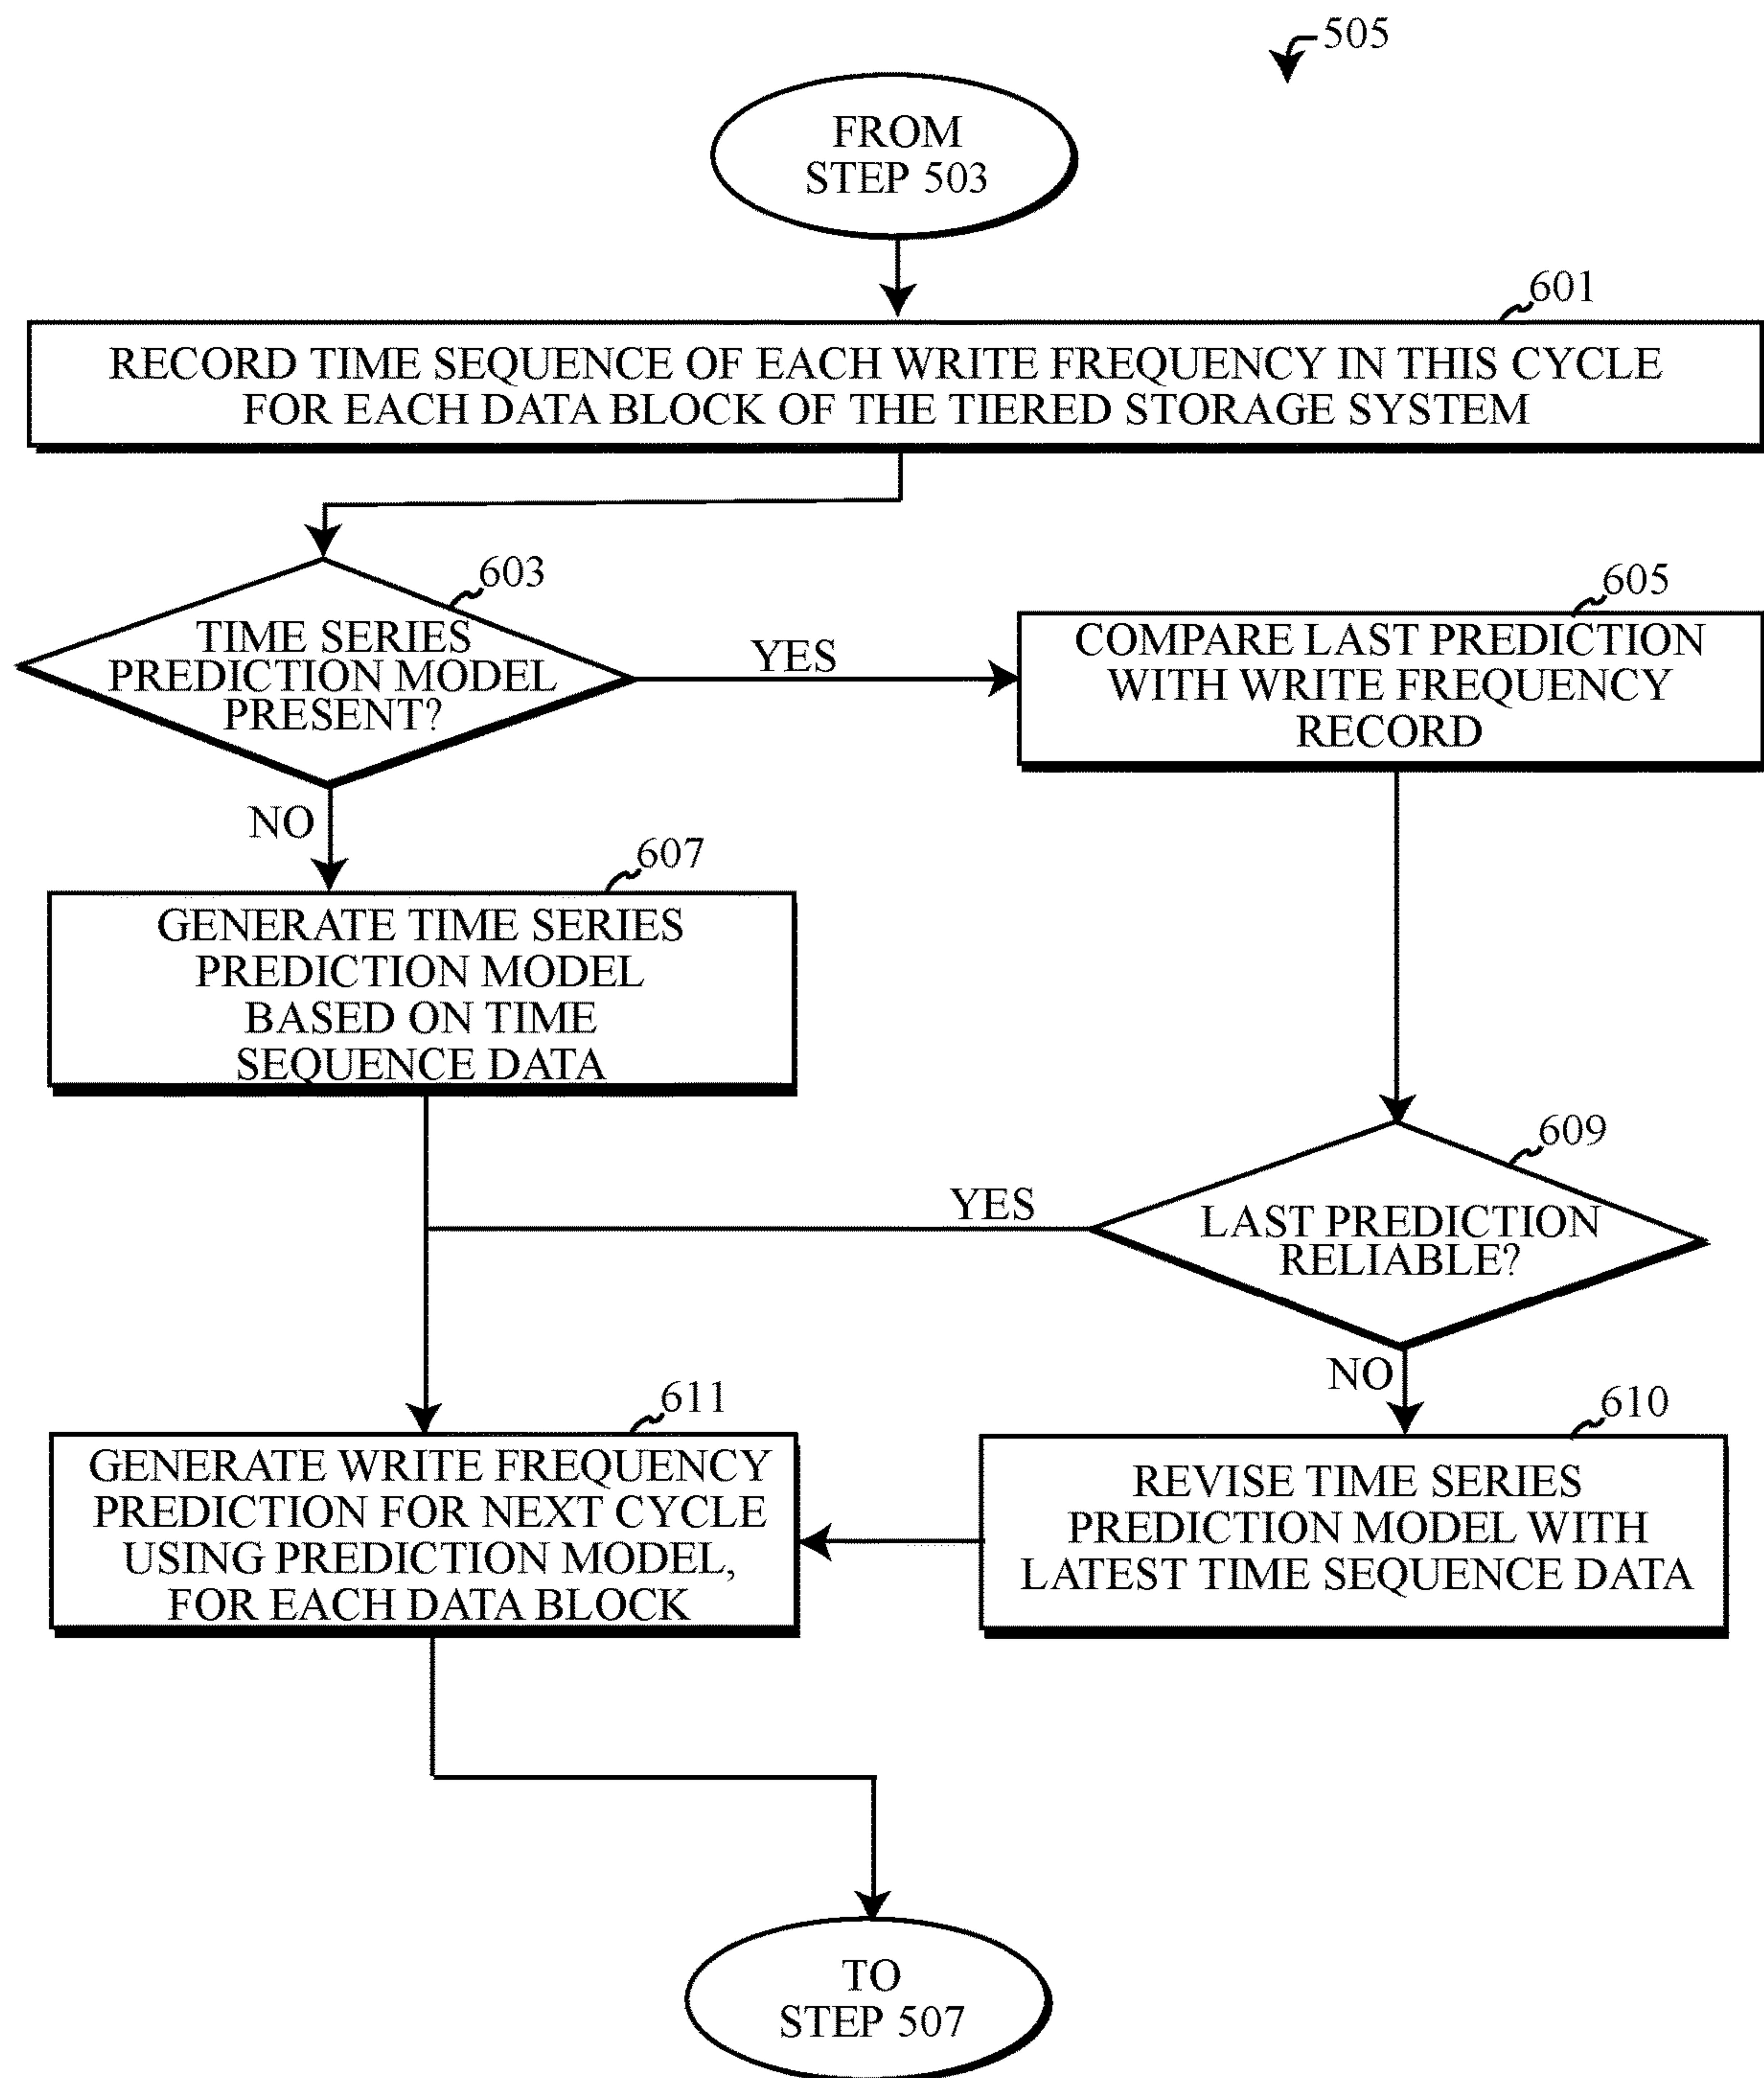 505
FROM
STEP 503
601
RECORD TIME SEQUENCE OF EACH WRITE FREQUENCY IN THIS CYCLE
FOR EACH DATA BLOCK OF THE TIERED STORAGE SYSTEM
603
TIME SERIES
PREDICTION MODEL
PRESENT?
YES
605
COMPARE LAST PREDICTION
WITH WRITE FREQUENCY
RECORD
NO
607
GENERATE TIME SERIES
PREDICTION MODEL
BASED ON TIME
SEQUENCE DATA
609
LAST PREDICTION
RELIABLE?
YES
NO
610
REVISE TIME SERIES
PREDICTION MODEL WITH
LATEST TIME SEQUENCE DATA
611
GENERATE WRITE FREQUENCY
PREDICTION FOR NEXT CYCLE
USING PREDICTION MODEL,
FOR EACH DATA BLOCK
TO
STEP 507